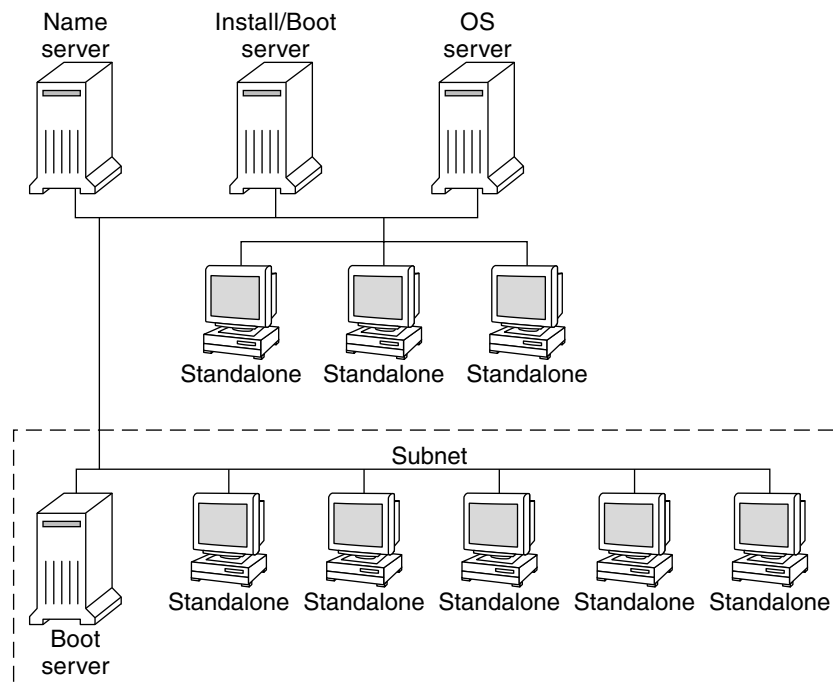 Name
server
Install/Boot
server
OS
server
Standalone
Standalone
Standalone
Subnet
Boot
server
Standalone
Standalone
Standalone
Standalone
Standalone